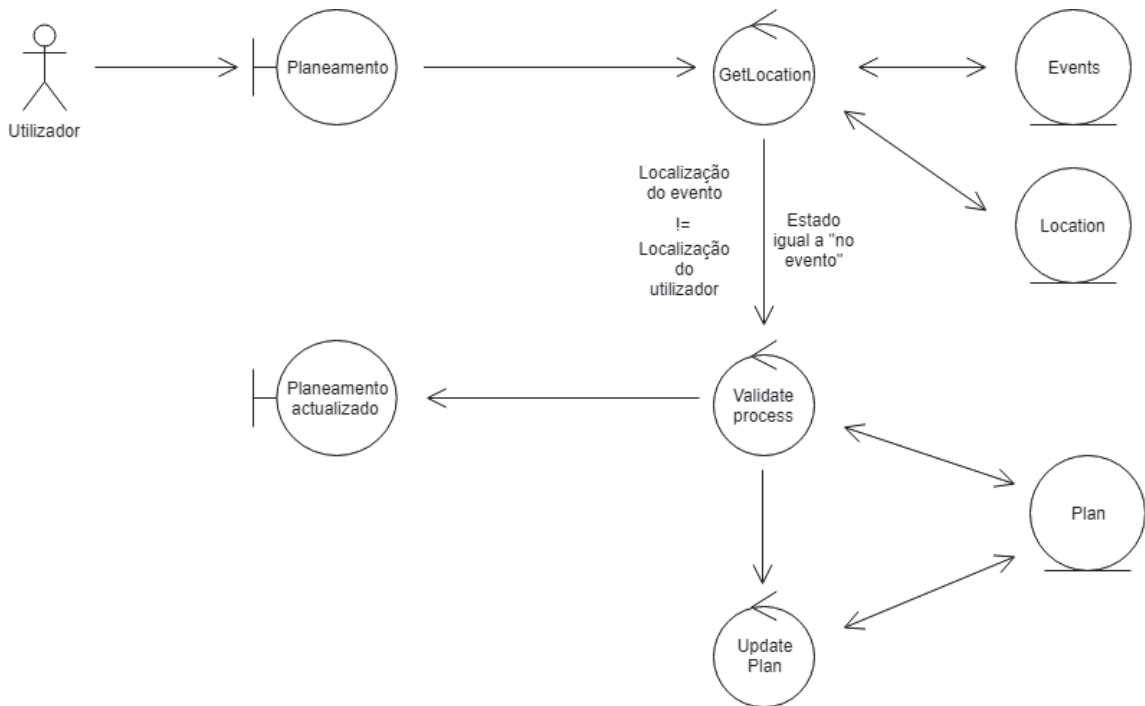 Utilizador
Planeamento
GetLocation
Events
Localização
do evento
!=
Localização
do
utilizador
Estado
igual a "no
evento"
Location
Planeamento
actualizado
Validate
process
Plan
Update
Plan